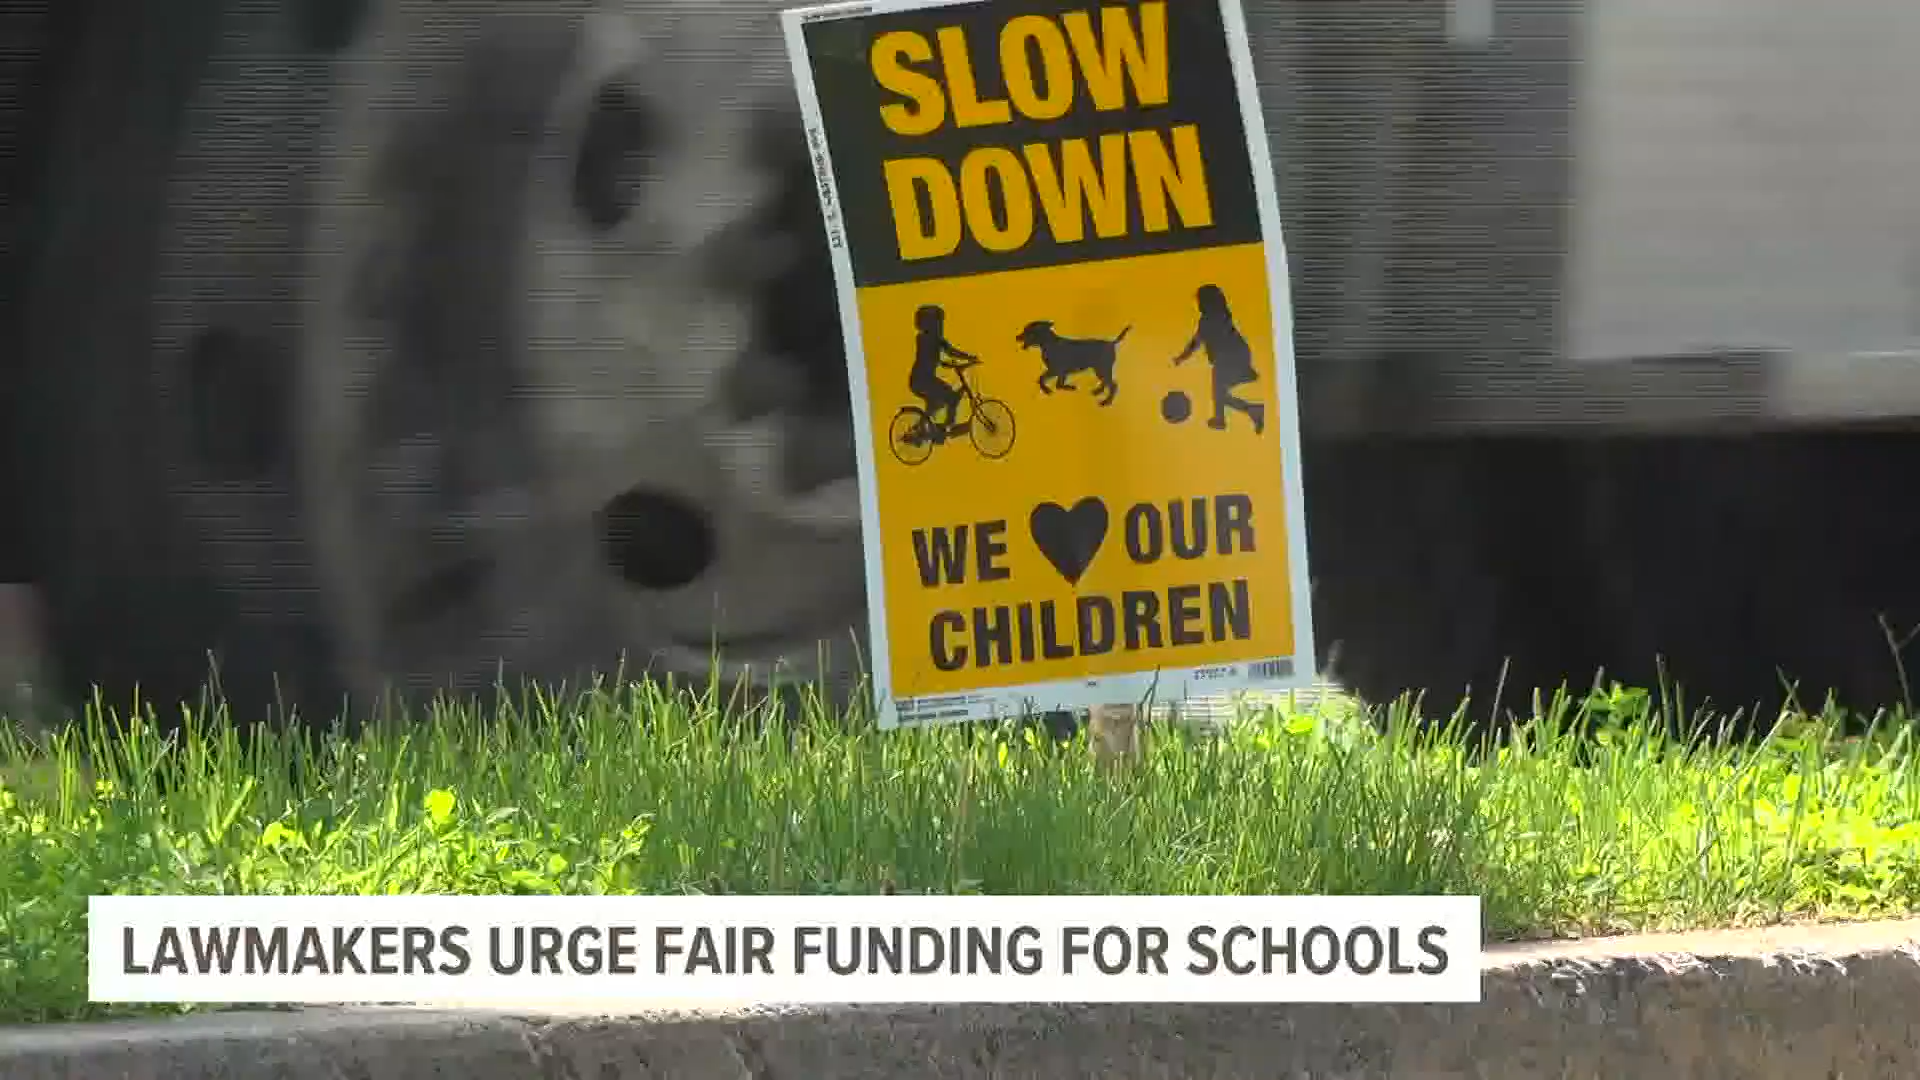 SLOW
DOWN
WE ♥ OUR
CHILDREN
LAWMAKERS URGE FAIR FUNDING FOR SCHOOLS